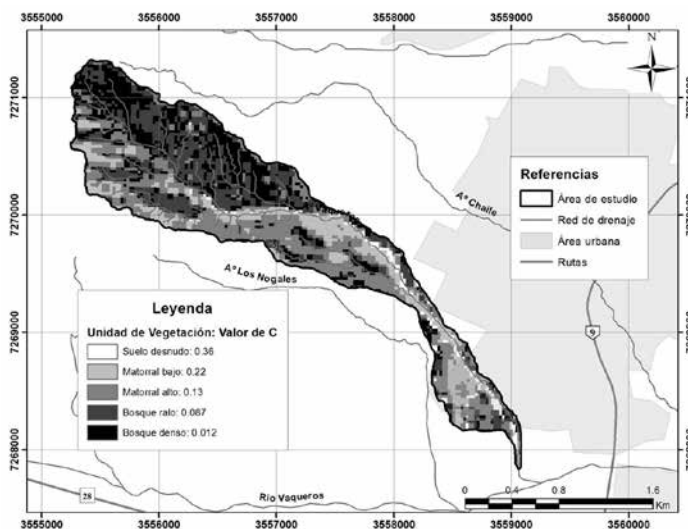 3555000 3556000 3557000 3558000 3559000 3560000
N
7271000
7270000
7269000
7268000
Aº Chaile
Aº Los Nogales
Río Vaqueros
28
9
Referencias
Área de estudio
Red de drenaje
Área urbana
Rutas
Leyenda
Unidad de Vegetación: Valor de C
Suelo desnudo: 0.36
Matorral bajo: 0.22
Matorral alto: 0.13
Bosque ralo: 0.087
Bosque denso: 0.012
0 0.4 0.8 1.6
Km
3555000 3556000 3557000 3558000 3559000 3560000